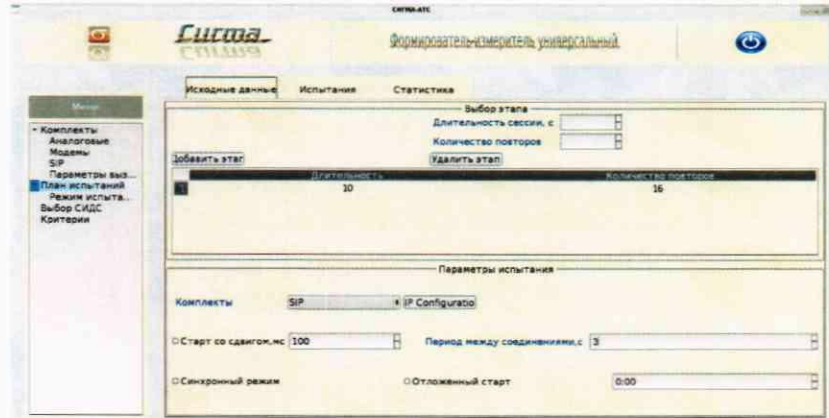 СИГМА-АТС
Сигма
Формирователь-измеритель универсальный
Исходные данные Испытания Статистика
Меню
Комплекты
Аналоговые
Модемы
SIP
Параметры выз...
План испытаний
Режим испыта...
Выбор СИДС
Критерии
Выбор этапа
Длительность сессии, с
Количество повторов
Добавить этап Удалить этап
Длительность Количество повторов
1 10 16
Параметры испытания
Комплекты SIP IP Configuratio
Старт со сдвигом,мс 100 Период между соединениями,с 3
Синхронный режим Отложенный старт 0:00